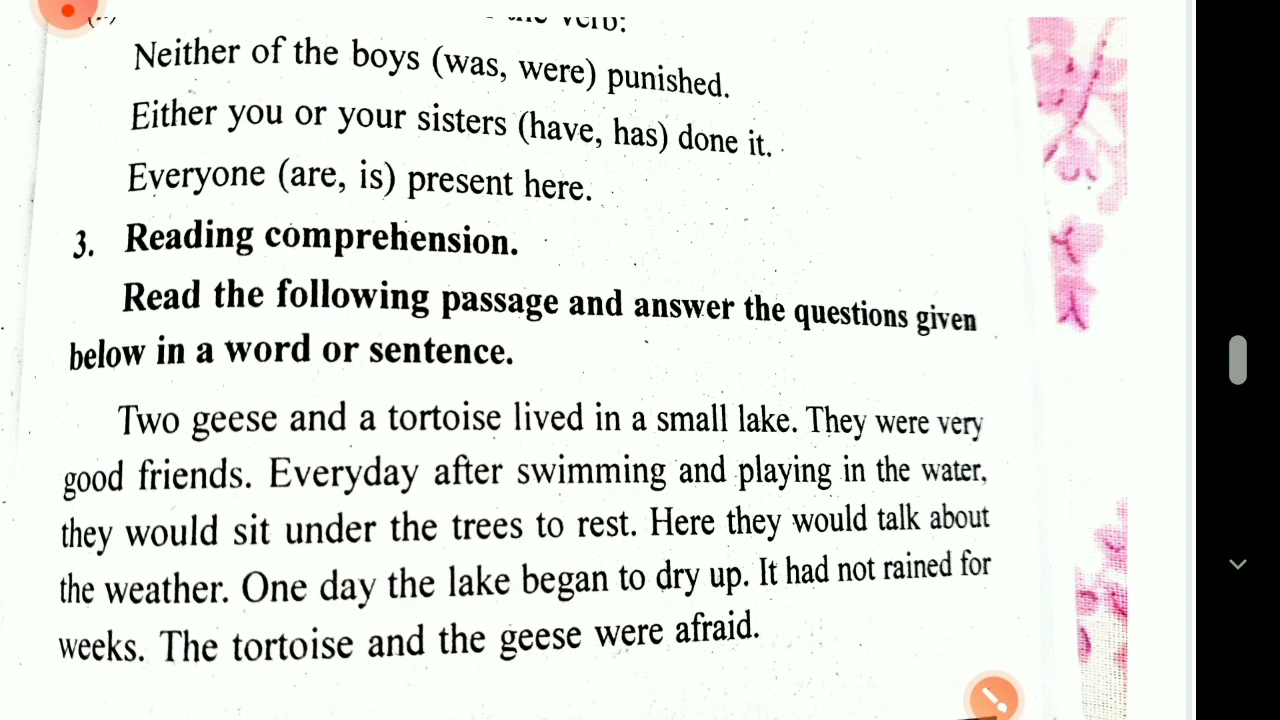 verb:
Neither of the boys (was, were) punished.
Either you or your sisters (have, has) done it.
Everyone (are, is) present here.
3. Reading comprehension.
Read the following passage and answer the questions given
below in a word or sentence.
Two geese and a tortoise lived in a small lake. They were very
good friends. Everyday after swimming and playing in the water,
they would sit under the trees to rest. Here they would talk about
the weather. One day the lake began to dry up. It had not rained for
weeks. The tortoise and the geese were afraid.